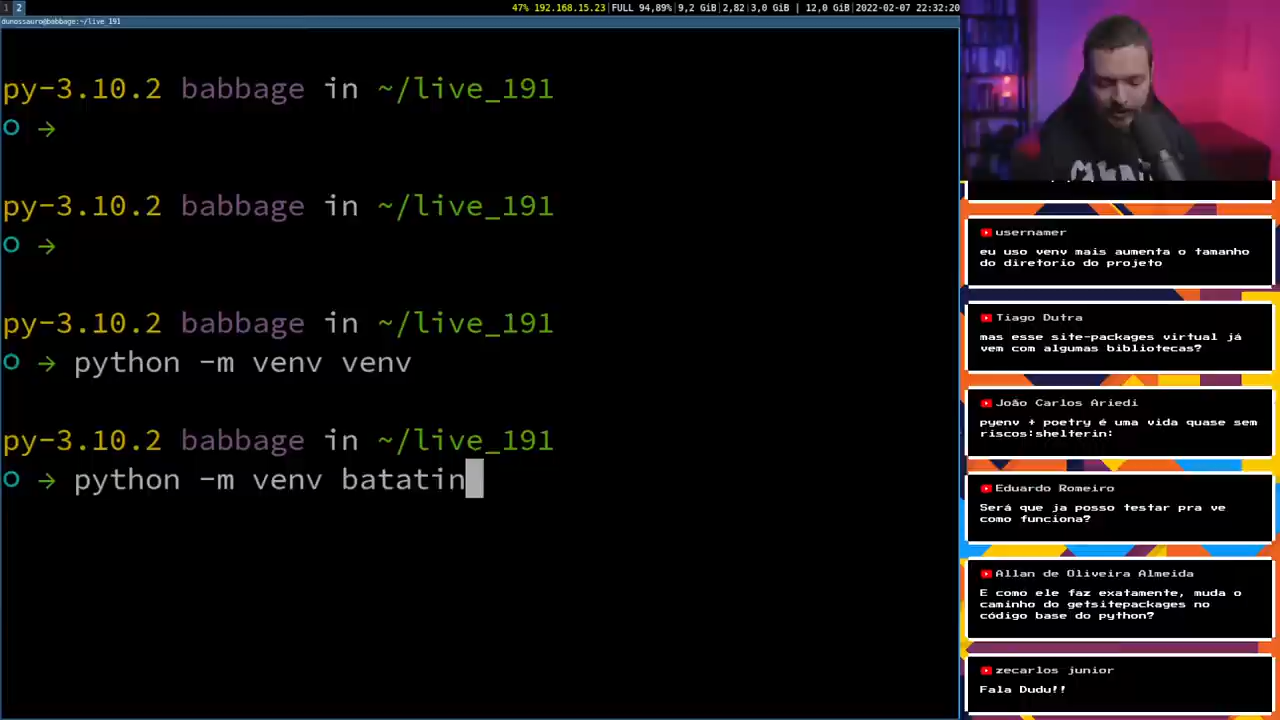 1 2
47% 192.168.15.23|FULL 94,89%|9,2 GiB|2,82|3,0 GiB | 12,0 GiB|2022-02-07 22:32:20
dunossauro@babbage:~/live_191
py-3.10.2 babbage in ~/live_191
○ →
py-3.10.2 babbage in ~/live_191
○ →
py-3.10.2 babbage in ~/live_191
○ → python -m venv venv
py-3.10.2 babbage in ~/live_191
○ → python -m venv batatin
usernamer
eu uso venv mais aumenta o tamanho
do diretorio do projeto
Tiago Dutra
mas esse site-packages virtual já
vem com algumas bibliotecas?
João Carlos Ariedi
pyenv + poetry é uma vida quase sem
riscos:shelterin:
Eduardo Romeiro
Será que ja posso testar pra ve
como funciona?
Allan de Oliveira Almeida
E como ele faz exatamente, muda o
caminho do getsitepackages no
código base do python?
zecarlos junior
Fala Dudu!!